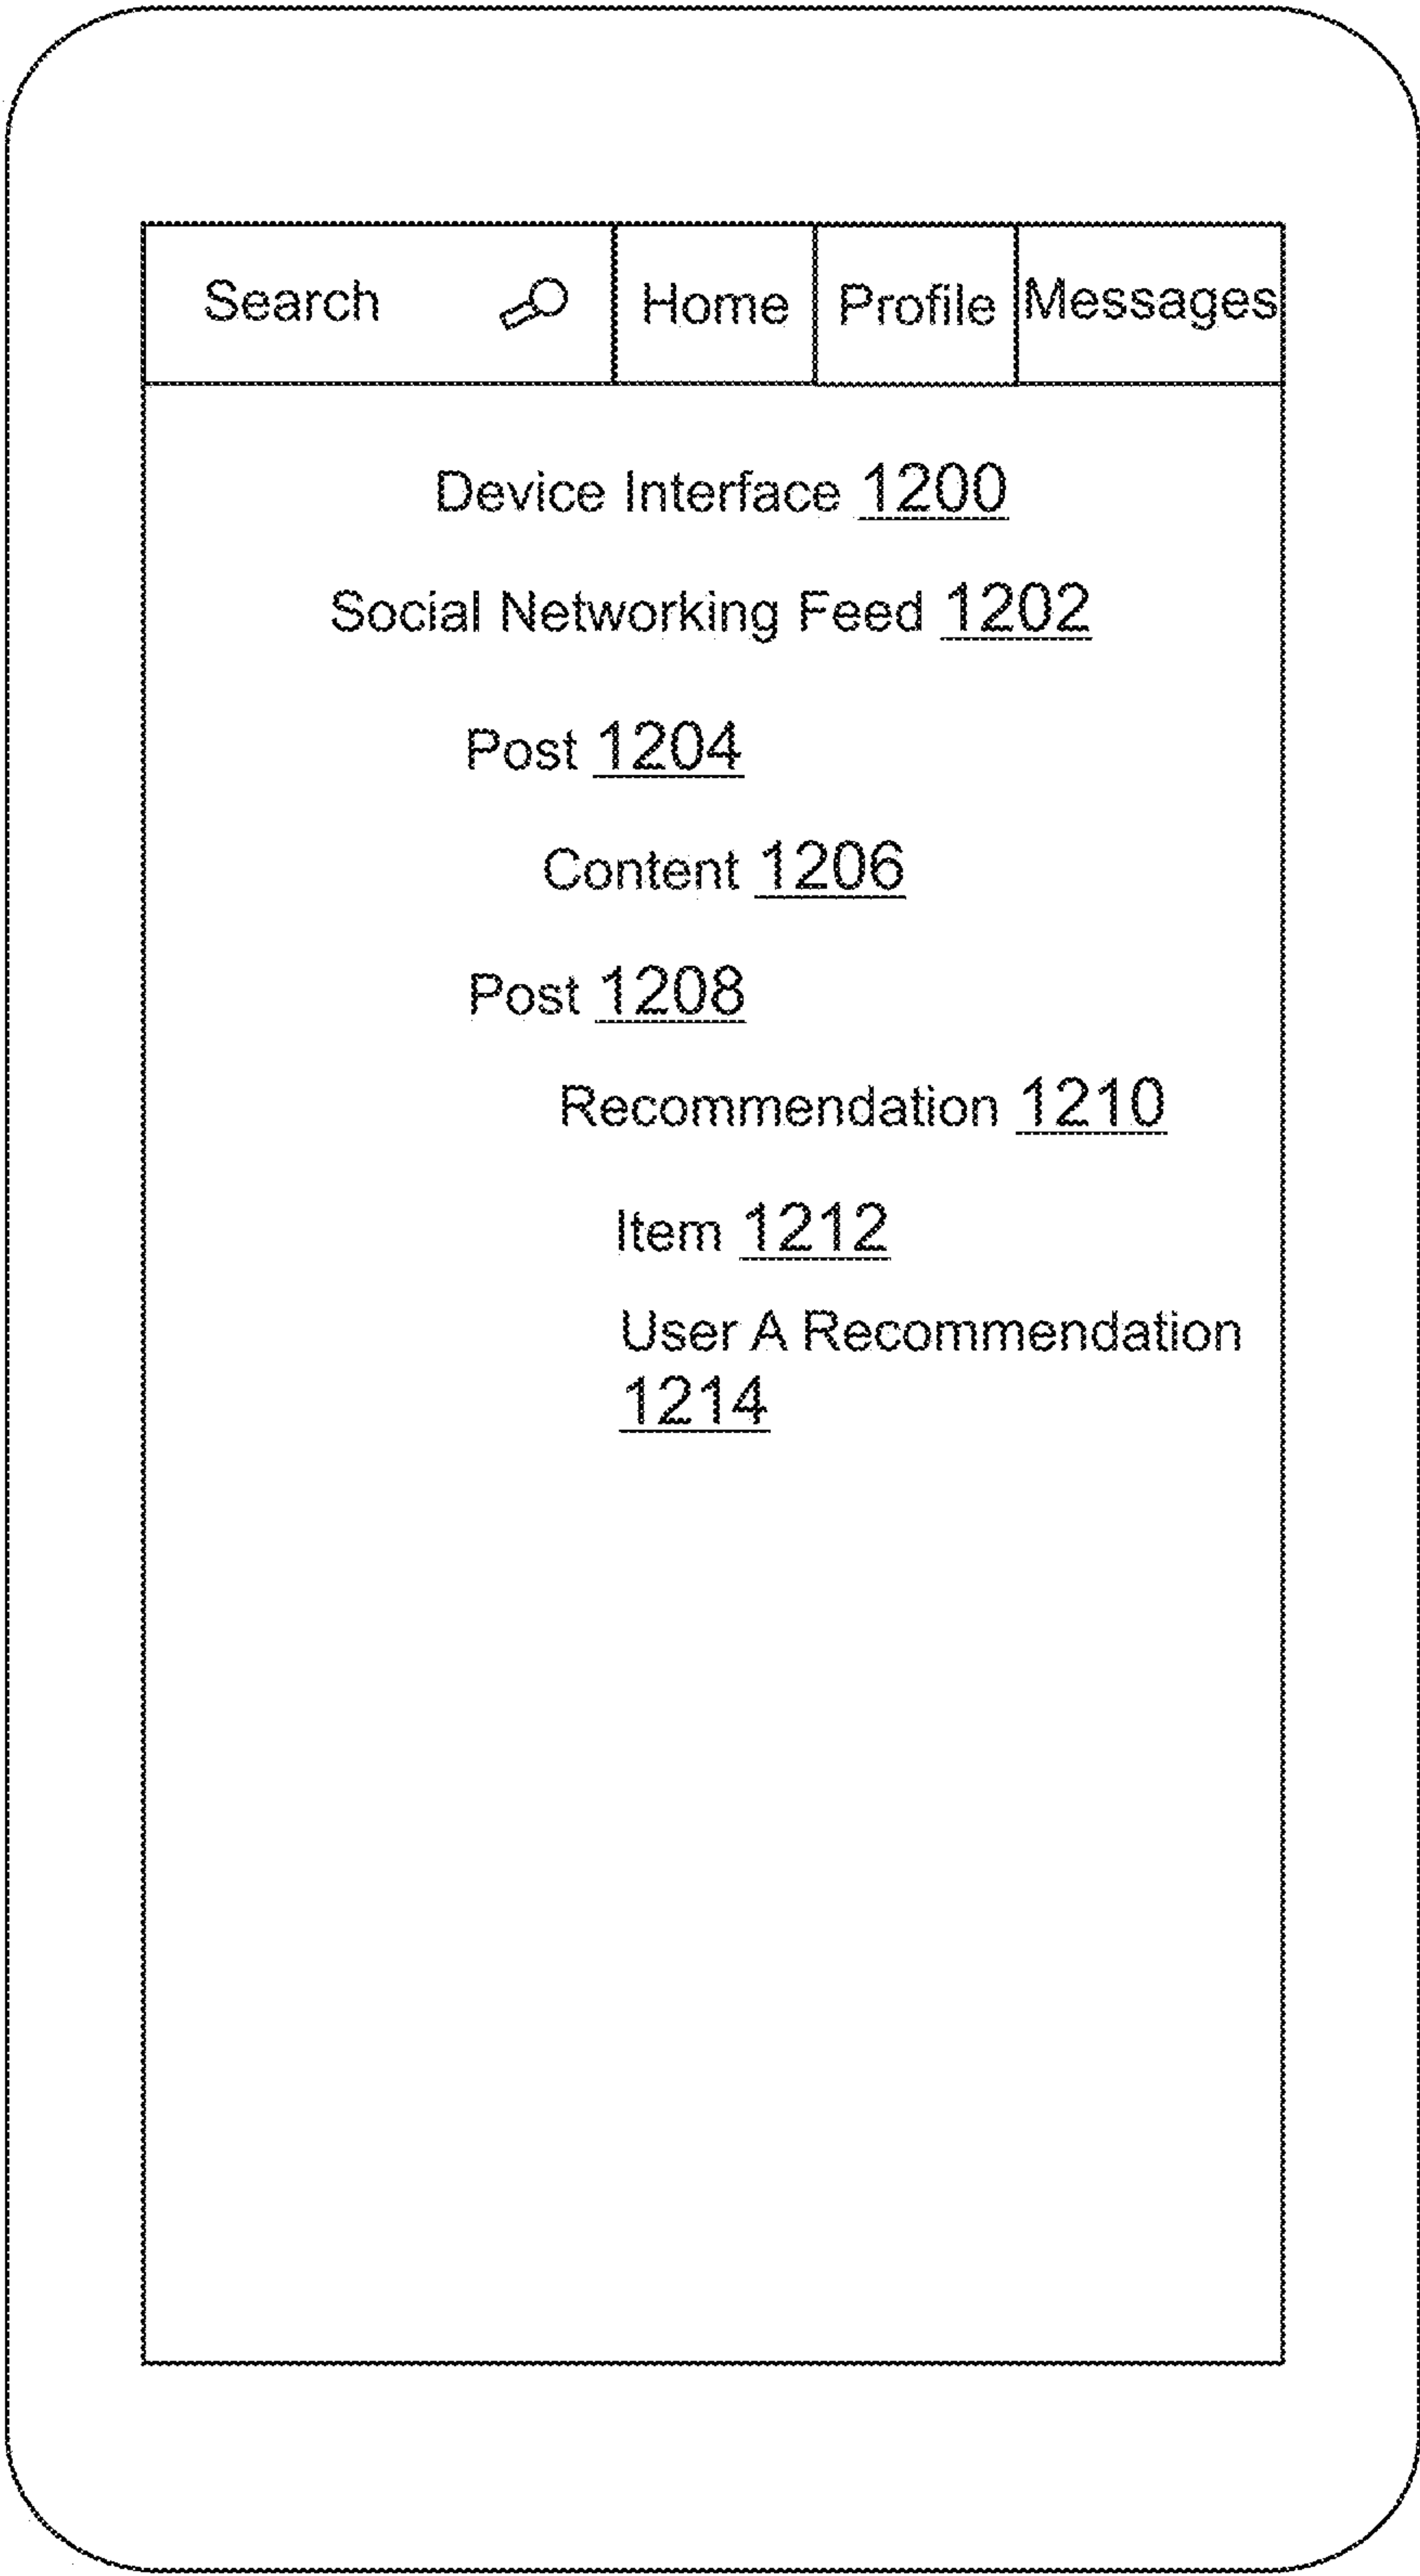 Search Home Profile Messages
Device Interface 1200
Social Networking Feed 1202
Post 1204
Content 1206
Post 1208
Recommendation 1210
Item 1212
User A Recommendation
1214